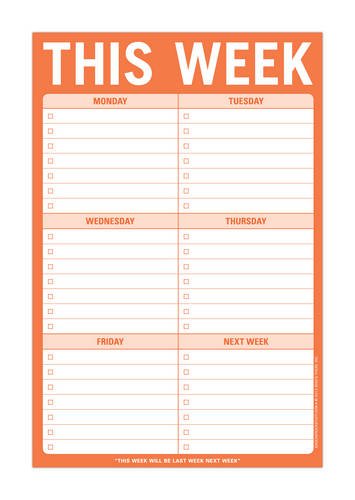 THIS WEEK
MONDAY TUESDAY
WEDNESDAY THURSDAY
FRIDAY NEXT WEEK
"THIS WEEK WILL BE LAST WEEK NEXT WEEK"